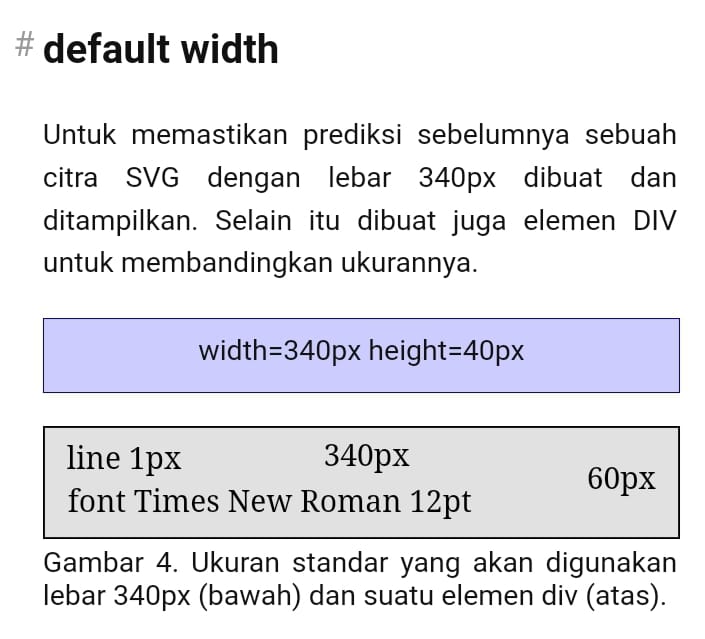 # default width
Untuk memastikan prediksi sebelumnya sebuah
citra SVG dengan lebar 340px dibuat dan
ditampilkan. Selain itu dibuat juga elemen DIV
untuk membandingkan ukurannya.
width=340px height=40px
line 1px 340px 60px
font Times New Roman 12pt
Gambar 4. Ukuran standar yang akan digunakan
lebar 340px (bawah) dan suatu elemen div (atas).